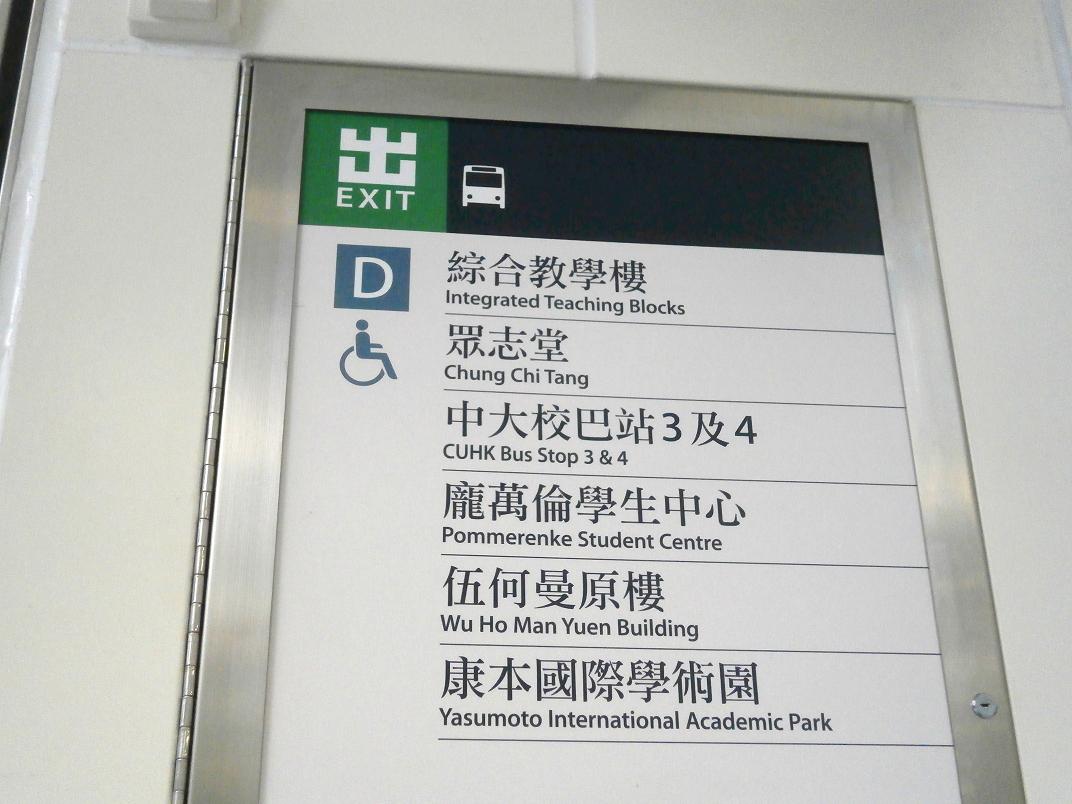 出
EXIT
D
綜合教學樓
Integrated Teaching Blocks
眾志堂
Chung Chi Tang
中大校巴站3及4
CUHK Bus Stop 3 & 4
龐萬倫學生中心
Pommerenke Student Centre
伍何曼原樓
Wu Ho Man Yuen Building
康本國際學術園
Yasumoto International Academic Park